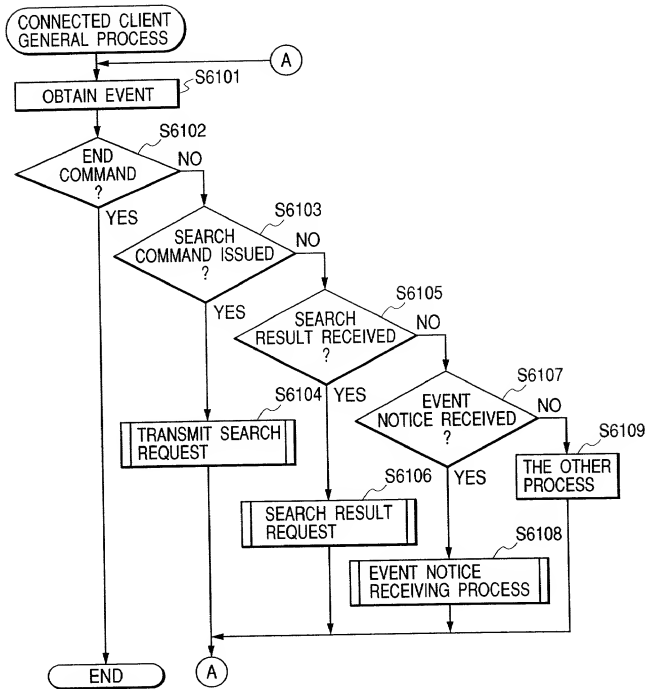 CONNECTED CLIENT
GENERAL PROCESS
A
S6101
OBTAIN EVENT
S6102
END
COMMAND
?
NO
YES
S6103
SEARCH
COMMAND ISSUED
?
NO
YES
S6105
SEARCH
RESULT RECEIVED
?
NO
YES
S6107
EVENT
NOTICE RECEIVED
?
NO
YES
S6104
TRANSMIT SEARCH
REQUEST
S6109
THE OTHER
PROCESS
S6106
SEARCH RESULT
REQUEST
S6108
EVENT NOTICE
RECEIVING PROCESS
END
A